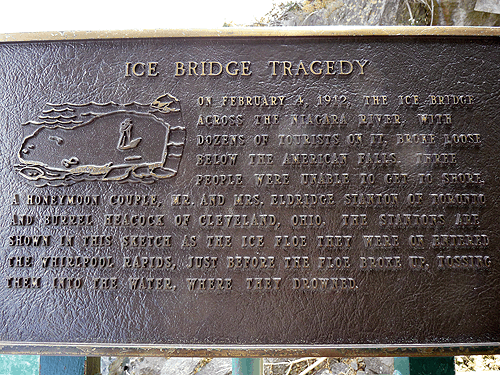 ICE BRIDGE TRAGEDY
ON FEBRUARY 4, 1912, THE ICE BRIDGE
ACROSS THE NIAGARA RIVER, WITH
DOZENS OF TOURISTS ON IT, BROKE LOOSE
BELOW THE AMERICAN FALLS. THREE
PEOPLE WERE UNABLE TO GET TO SHORE.
A HONEYMOON COUPLE, MR. AND MRS. ELDRIDGE STANTON OF TORONTO
AND BURREL HEACOCK OF CLEVELAND, OHIO. THE STANTONS ARE
SHOWN IN THIS SKETCH AS THE ICE FLOE THEY WERE ON ENTERED
THE WHIRLPOOL RAPIDS, JUST BEFORE THE FLOE BROKE UP, TOSSING
THEM INTO THE WATER, WHERE THEY DROWNED.